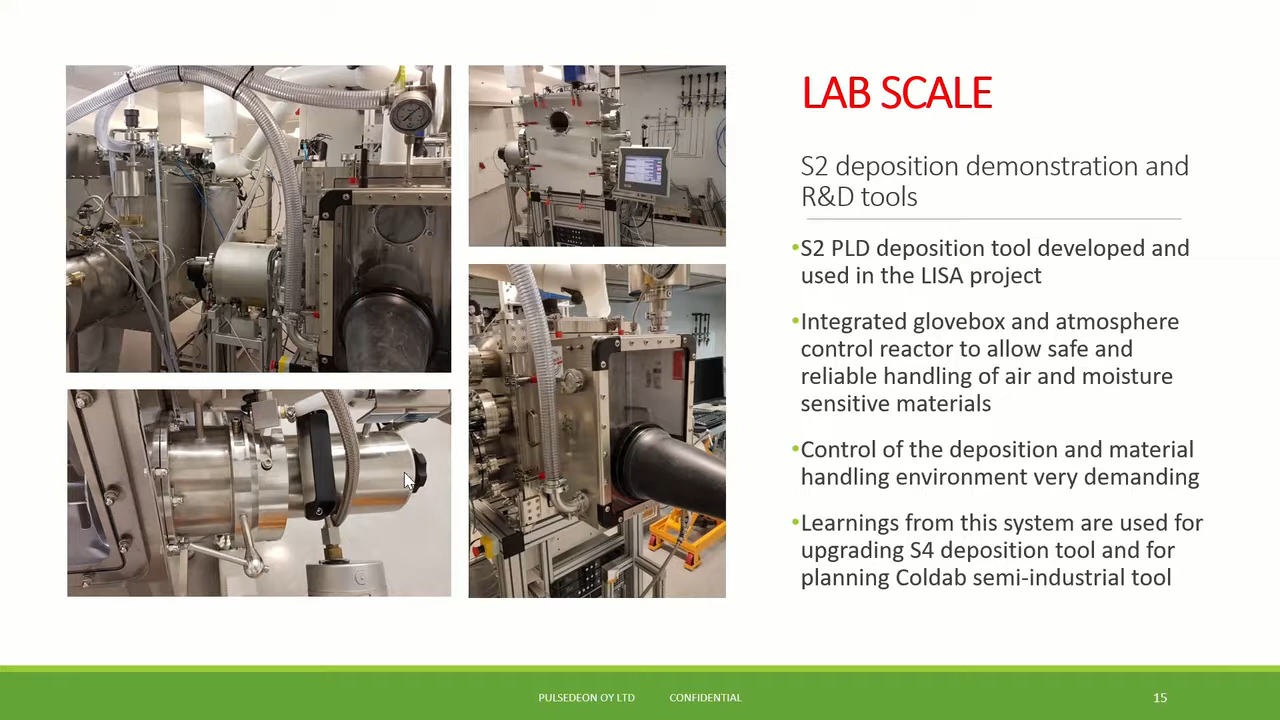 LAB SCALE
S2 deposition demonstration and
R&D tools
•S2 PLD deposition tool developed and
used in the LISA project
•Integrated glovebox and atmosphere
control reactor to allow safe and
reliable handling of air and moisture
sensitive materials
•Control of the deposition and material
handling environment very demanding
•Learnings from this system are used for
upgrading S4 deposition tool and for
planning Coldab semi-industrial tool
PULSEDEON OY LTD CONFIDENTIAL
15